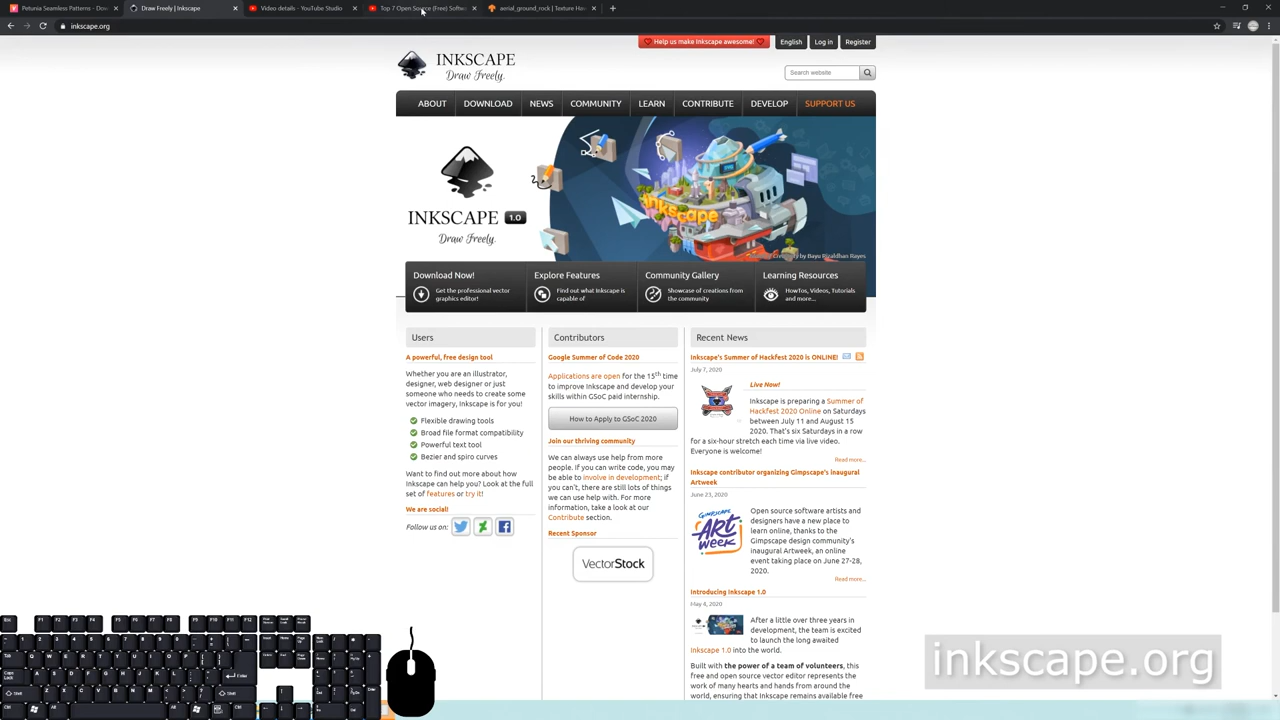 Petunia Seamless Patterns - Dow
Draw Freely | Inkscape
Video details - YouTube Studio
Top 7 Open Source (Free) Softw
aerial_ground_rock | Texture Hav
inkscape.org
Help us make Inkscape awesome!
English
Log in
Register
INKSCAPE
Draw Freely.
Search website
ABOUT
DOWNLOAD
NEWS
COMMUNITY
LEARN
CONTRIBUTE
DEVELOP
SUPPORT US
INKSCAPE 1.0
Draw Freely.
inkscape
by Bayu Rizaldhan Rayes
Download Now!
Get the professional vector
graphics editor!
Explore Features
Find out what Inkscape is
capable of
Community Gallery
Showcase of creations from
the community
Learning Resources
HowTos, Videos, Tutorials
and more...
Users
A powerful, free design tool
Whether you are an illustrator,
designer, web designer or just
someone who needs to create some
vector imagery, Inkscape is for you!
Flexible drawing tools
Broad file format compatibility
Powerful text tool
Bezier and spiro curves
Want to find out more about how
Inkscape can help you? Look at the full
set of features or try it!
We are social!
Follow us on:
Contributors
Google Summer of Code 2020
Applications are open for the 15th time
to improve Inkscape and develop your
skills within GSoC paid internship.
How to Apply to GSoC 2020
Join our thriving community
We can always use help from more
people. If you can write code, you may
be able to involve in development; if
you can't, there are still lots of things
we can use help with. For more
information, take a look at our
Contribute section.
Recent Sponsor
VectorStock
Recent News
Inkscape's Summer of Hackfest 2020 is ONLINE!
July 7, 2020
Live Now!
Inkscape is preparing a Summer of
Hackfest 2020 Online on Saturdays
between July 11 and August 15
2020. That's six Saturdays in a row
for a six-hour stretch each time via live video.
Everyone is welcome!
Read more...
Inkscape contributor organizing Gimpscape's inaugural
Artweek
June 23, 2020
GIMPSCAPE
ART
WEEK
Open source software artists and
designers have a new place to
learn online, thanks to the
Gimpscape design community's
inaugural Artweek, an online
event taking place on June 27-28,
2020.
Read more...
Introducing Inkscape 1.0
May 4, 2020
After a little over three years in
development, the team is excited
to launch the long awaited
Inkscape 1.0 into the world.
Built with the power of a team of volunteers, this
free and open source vector editor represents the
work of many hearts and hands from around the
world, ensuring that Inkscape remains available free
inkscape.org